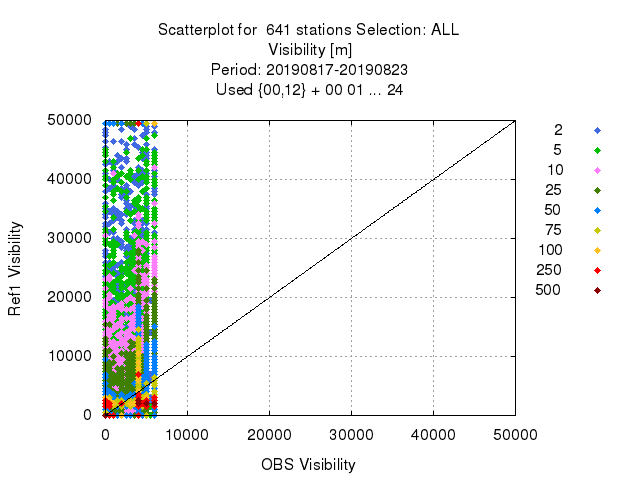 Scatterplot for  641 stations Selection: ALL
Visibility [m]
Period: 20190817-20190823
Used {00,12} + 00 01 ... 24
50000
40000
30000
20000
10000
0
Ref1 Visibility
0 10000 20000 30000 40000 50000
OBS Visibility
2
5
10
25
50
75
100
250
500